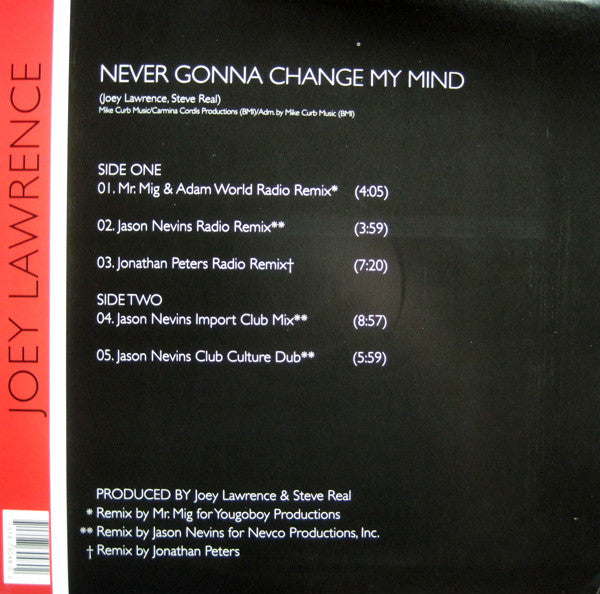 JOEY LAWRENCE
NEVER GONNA CHANGE MY MIND
(Joey Lawrence, Steve Real)
Mike Curb Music/Carmina Cordis Productions (BMI)/Adm. by Mike Curb Music (BMI)
SIDE ONE
01. Mr. Mig & Adam World Radio Remix* (4:05)
02. Jason Nevins Radio Remix** (3:59)
03. Jonathan Peters Radio Remix† (7:20)
SIDE TWO
04. Jason Nevins Import Club Mix** (8:57)
05. Jason Nevins Club Culture Dub** (5:59)
PRODUCED BY Joey Lawrence & Steve Real
* Remix by Mr. Mig for Yougoboy Productions
** Remix by Jason Nevins for Nevco Productions, Inc.
† Remix by Jonathan Peters